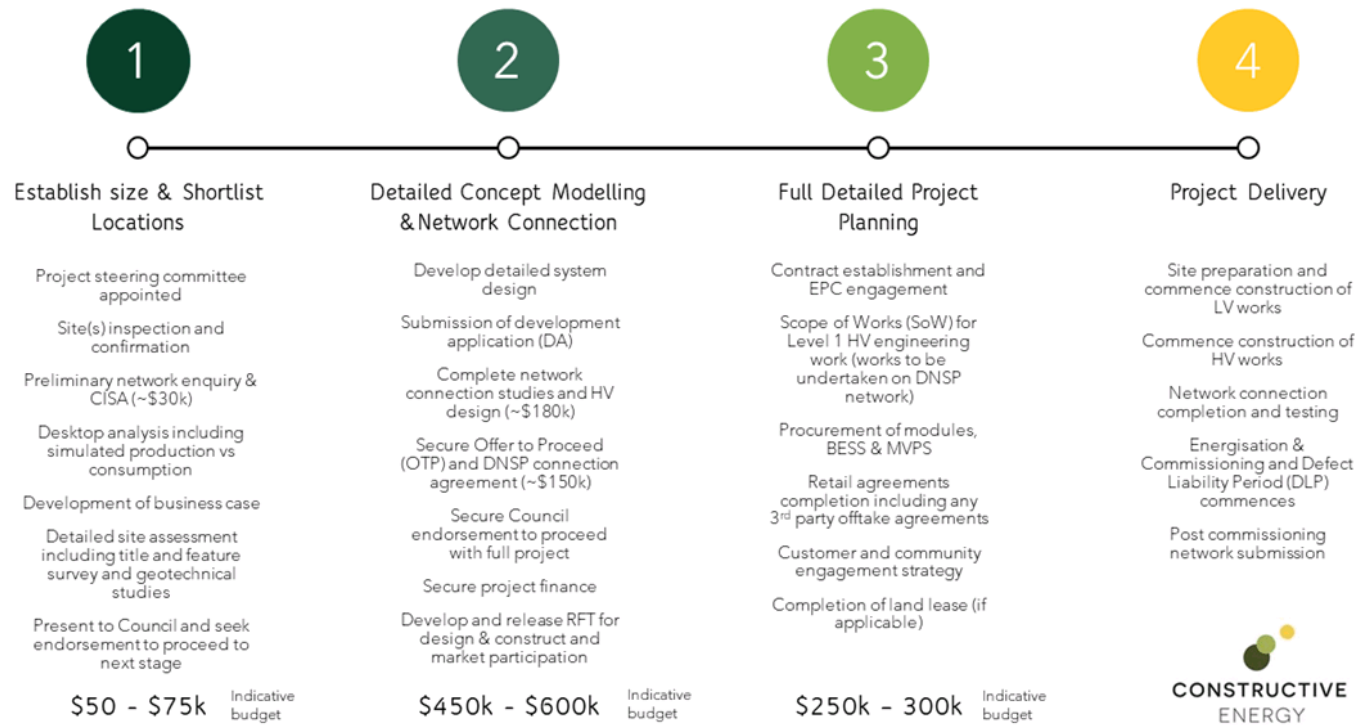 1
2
3
4
Establish size & Shortlist
Locations
Project steering committee
appointed
Site(s) inspection and
confirmation
Preliminary network enquiry &
CISA (~$30k)
Desktop analysis including
simulated production vs
consumption
Development of business case
Detailed site assessment
including title and feature
survey and geotechnical
studies
Present to Council and seek
endorsement to proceed to
next stage
$50 - $75k
Indicative
budget
Detailed Concept Modelling
& Network Connection
Develop detailed system
design
Submission of development
application (DA)
Complete network
connection studies and HV
design (~$180k)
Secure Offer to Proceed
(OTP) and DNSP connection
agreement (~$150k)
Secure Council
endorsement to proceed
with full project
Secure project finance
Develop and release RFT for
design & construct and
market participation
$450k - $600k
Indicative
budget
Full Detailed Project
Planning
Contract establishment and
EPC engagement
Scope of Works (SoW) for
Level 1 HV engineering
work (works to be
undertaken on DNSP
network)
Procurement of modules,
BESS & MVPS
Retail agreements
completion including any
3rd party offtake agreements
Customer and community
engagement strategy
Completion of land lease (if
applicable)
$250k - 300k
Indicative
budget
Project Delivery
Site preparation and
commence construction of
LV works
Commence construction of
HV works
Network connection
completion and testing
Energisation &
Commissioning and Defect
Liability Period (DLP)
commences
Post commissioning
network submission
CONSTRUCTIVE
ENERGY